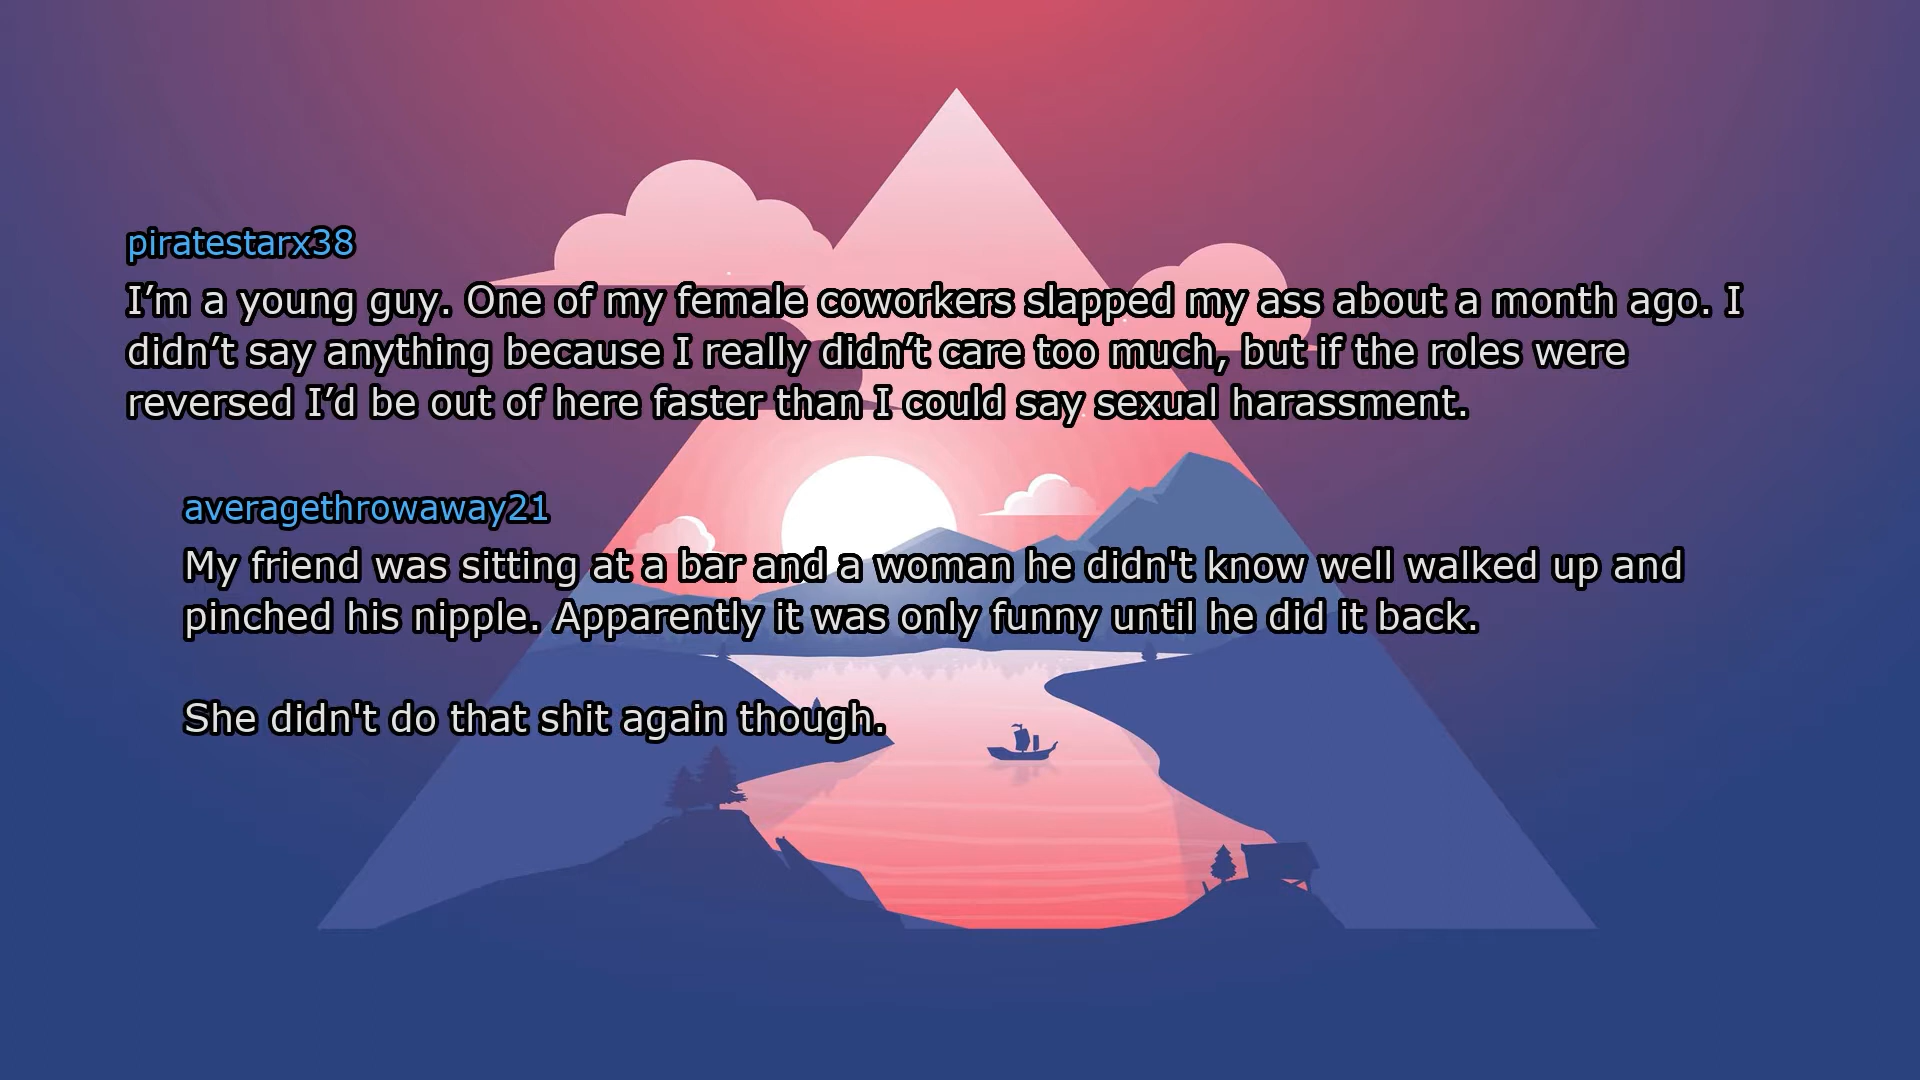 piratestarx38
I’m a young guy. One of my female coworkers slapped my ass about a month ago. I
didn’t say anything because I really didn’t care too much, but if the roles were
reversed I’d be out of here faster than I could say sexual harassment.
averagethrowaway21
My friend was sitting at a bar and a woman he didn't know well walked up and
pinched his nipple. Apparently it was only funny until he did it back.
She didn't do that shit again though.